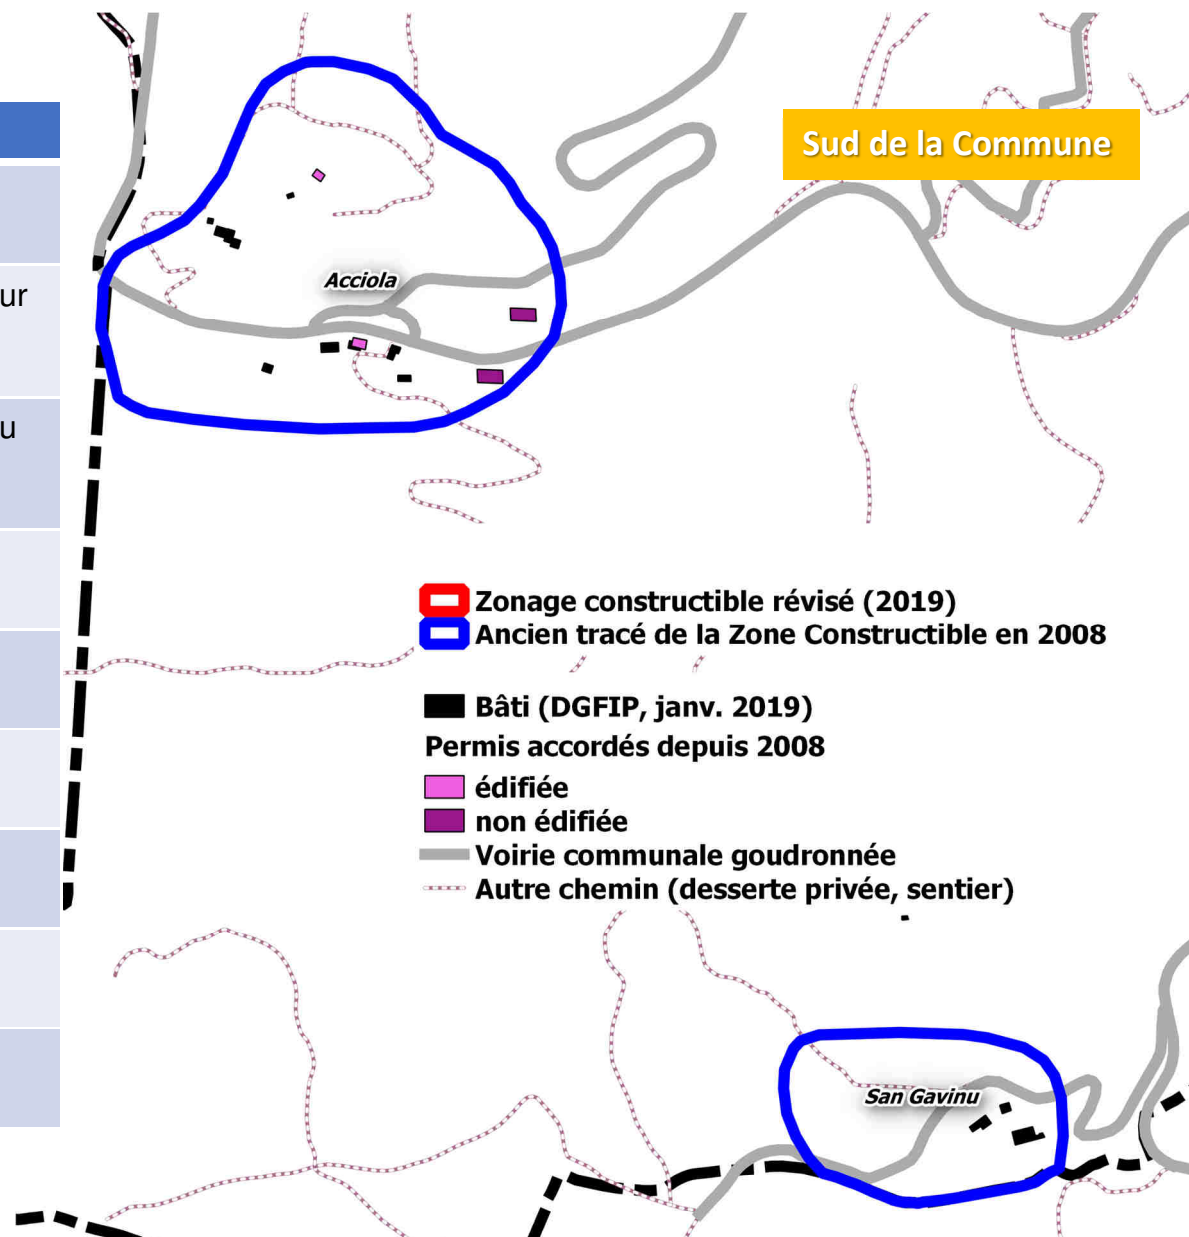 Sud de la Commune
ur
Acciola
u
Zonage constructible révisé (2019)
Ancien tracé de la Zone Constructible en 2008
Bâti (DGFIP, janv. 2019)
Permis accordés depuis 2008
édifiée
non édifiée
Voirie communale goudronnée
Autre chemin (desserte privée, sentier)
San Gavinu